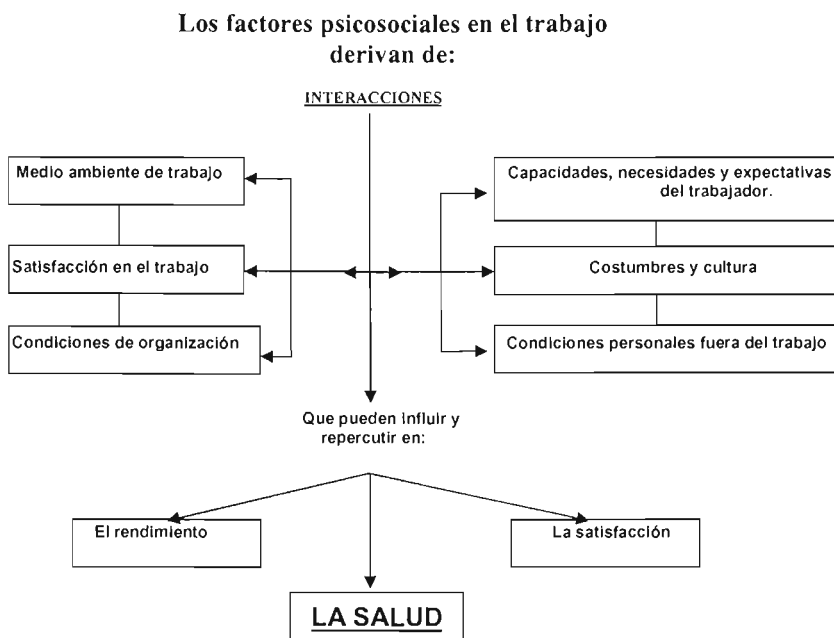 Los factores psicosociales en el trabajo
derivan de:
INTERACCIONES
Medio ambiente de trabajo
Satisfacción en el trabajo
Condiciones de organización
Capacidades, necesidades y expectativas
del trabajador.
Costumbres y cultura
Condiciones personales fuera del trabajo
Que pueden influir y
repercutir en:
El rendimiento
La satisfacción
LA SALUD